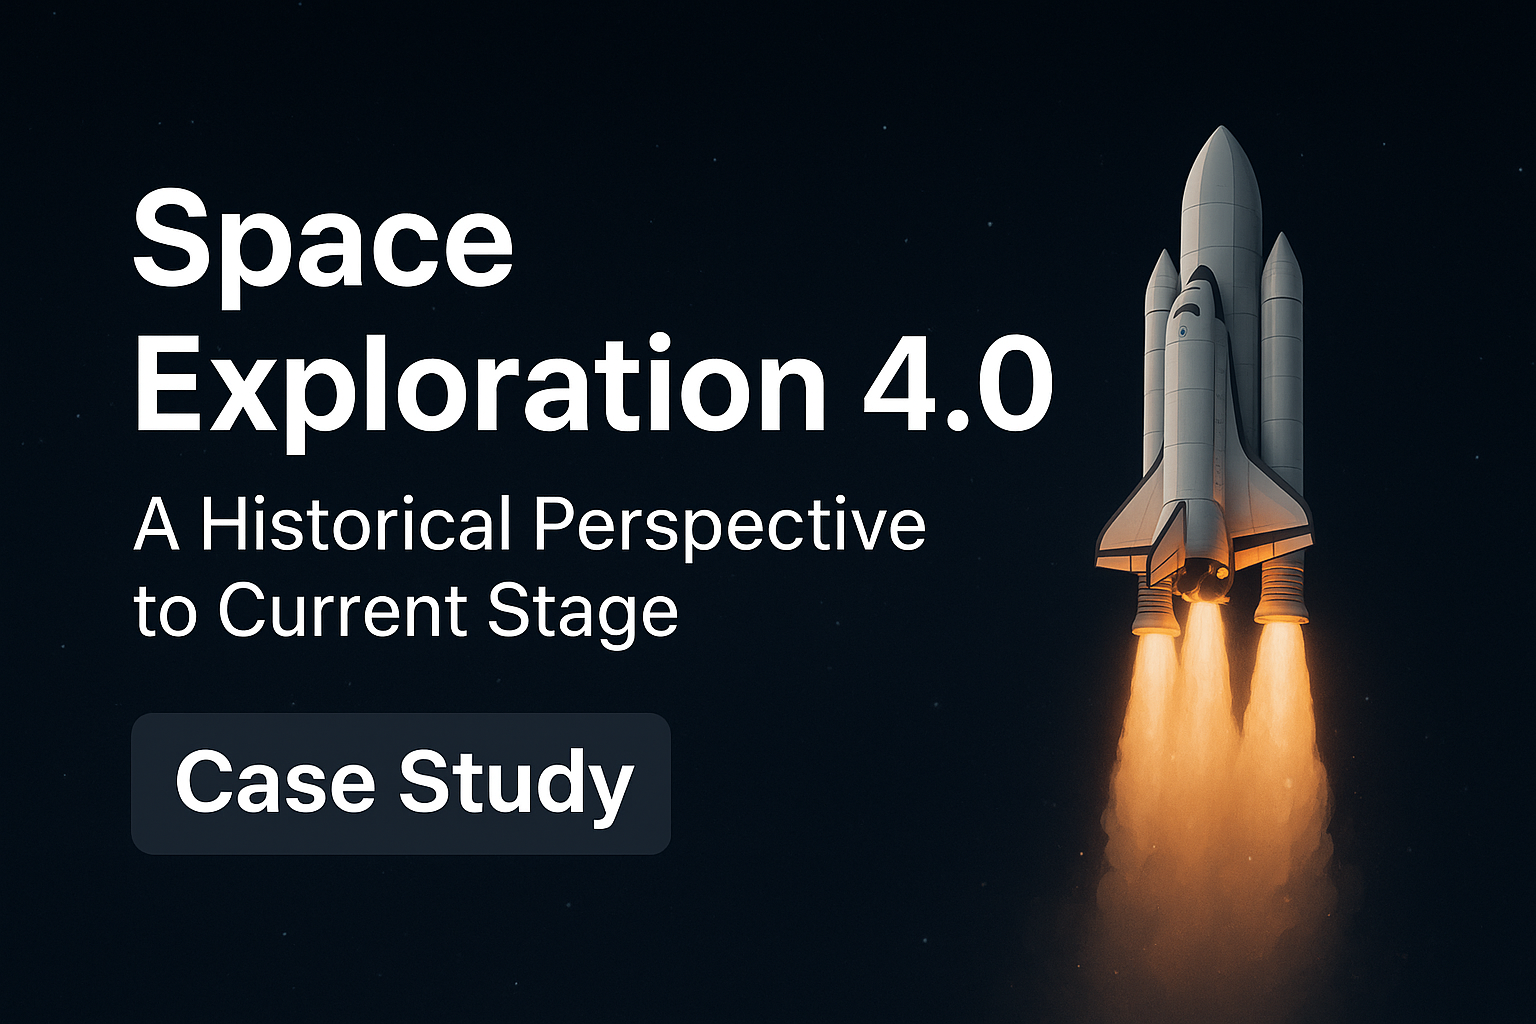 Space
Exploration 4.0
A Historical Perspective
to Current Stage
Case Study